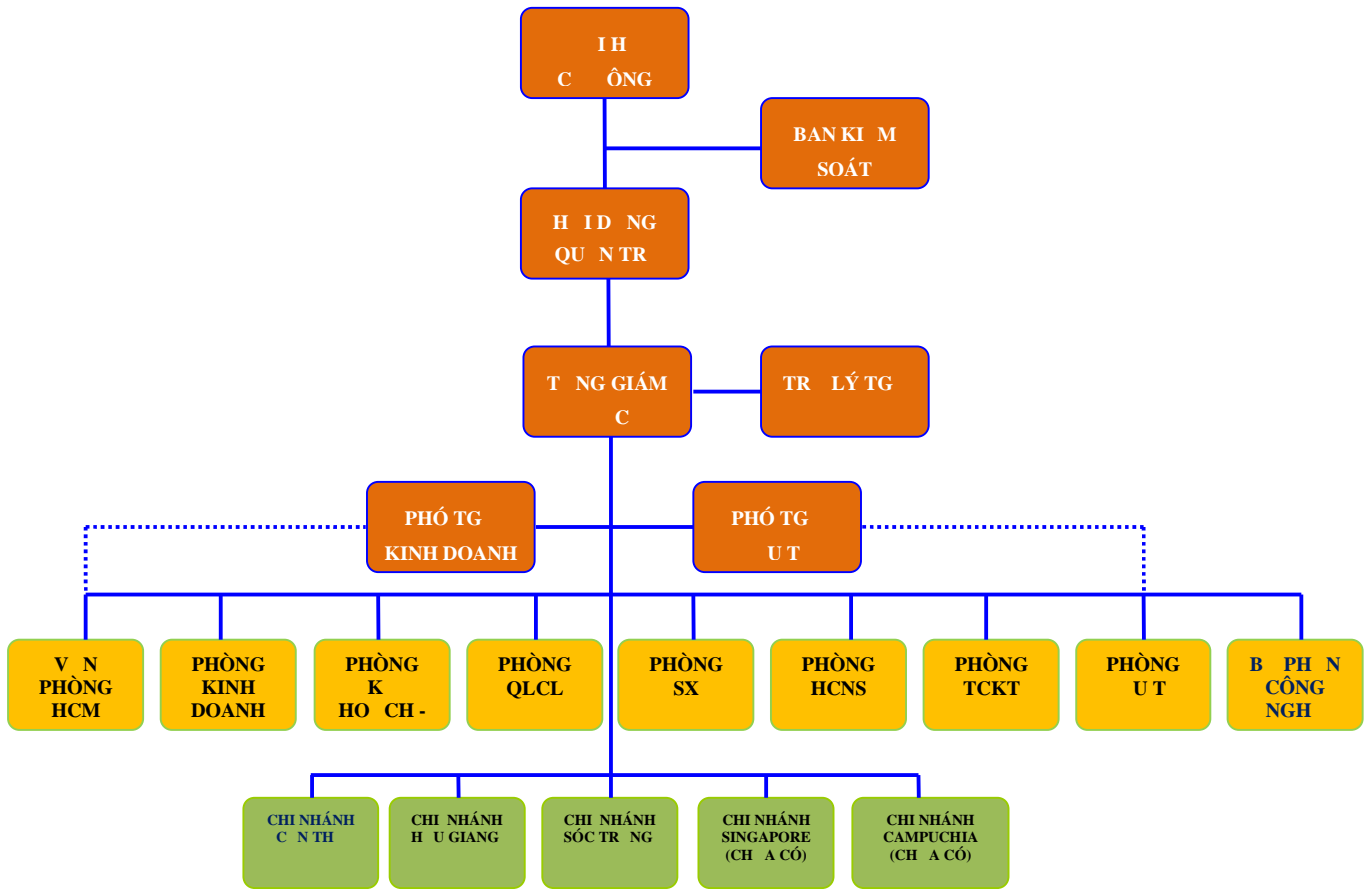 I H
C ÔNG
BAN KI M
SOÁT
H I D NG
QU N TR
T NG GIÁM
C
TR LÝ TG
PHÓ TG
KINH DOANH
PHÓ TG
U T
V N
PHÒNG
HCM
PHÒNG
KINH
DOANH
PHÒNG
K
HO CH -
PHÒNG
QLCL
PHÒNG
SX
PHÒNG
HCNS
PHÒNG
TCKT
PHÒNG
U T
B PH N
CÔNG
NGH
CHI NHÁNH
C N TH
CHI NHÁNH
H U GIANG
CHI NHÁNH
SÓC TR NG
CHI NHÁNH
SINGAPORE
(CH A CÓ)
CHI NHÁNH
CAMPUCHIA
(CH A CÓ)